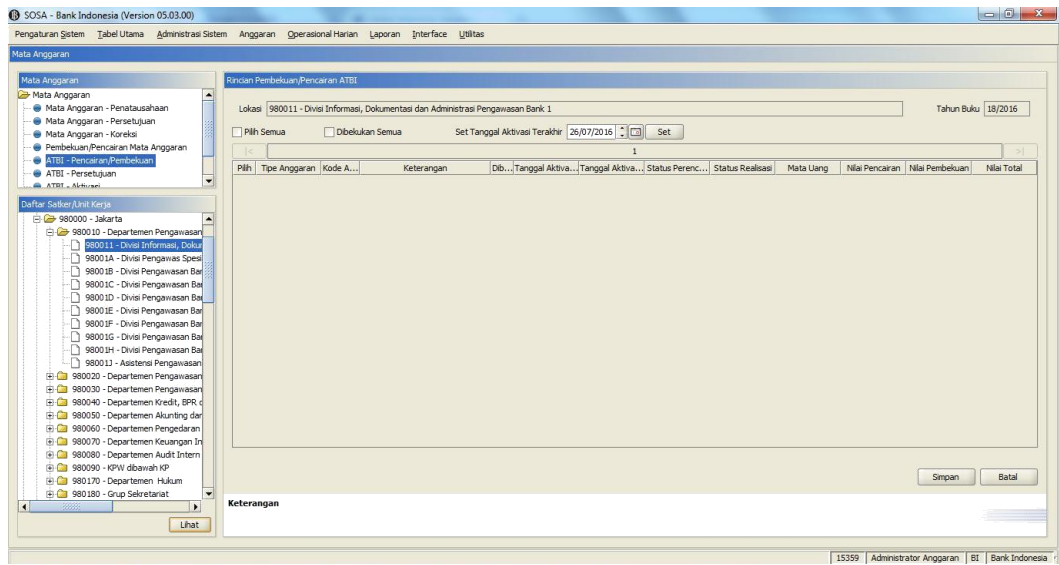 SOSA - Bank Indonesia (Version 05.03.00)
Pengaturan Sistem Tabel Utama Administrasi Sistem Anggaran Operasional Harian Laporan Interface Utilitas
Mata Anggaran
Mata Anggaran
Mata Anggaran
Mata Anggaran - Penatausahaan
Mata Anggaran - Persetujuan
Mata Anggaran - Koreksi
Pembekuan/Pencairan Mata Anggaran
ATBI - Pencairan/Pembekuan
ATBI - Persetujuan
ATBI - Aktivasi
Daftar Satker/Unit Kerja
980000 - Jakarta
980010 - Departemen Pengawasan
980011 - Divisi Informasi, Doku
98001A - Divisi Pengawas Spesi
98001B - Divisi Pengawasan Bar
98001C - Divisi Pengawasan Ba
98001D - Divisi Pengawasan Ba
98001E - Divisi Pengawasan Bar
98001F - Divisi Pengawasan Bar
98001G - Divisi Pengawasan Ba
98001H - Divisi Pengawasan Ba
98001J - Asistensi Pengawasan
980020 - Departemen Pengawasan
980030 - Departemen Pengawasan
980040 - Departemen Kredit, BPR d
980050 - Departemen Akunting dar
980060 - Departemen Pengedaran
980070 - Departemen Keuangan In
980080 - Departemen Audit Intern
980090 - KPW dibawah KP
980170 - Departemen Hukum
980180 - Grup Sekretariat
Lihat
Rincian Pembekuan/Pencairan ATBI
Lokasi 980011 - Divisi Informasi, Dokumentasi dan Administrasi Pengawasan Bank 1 Tahun Buku 18/2016
Pilih Semua Dibekukan Semua Set Tanggal Aktivasi Terakhir 26/07/2016 Set
|< 1 >|
Pilih Tipe Anggaran Kode A... Keterangan Dib... Tanggal Aktiva... Tanggal Aktiva... Status Perenc... Status Realisasi Mata Uang Nilai Pencairan Nilai Pembekuan Nilai Total
Simpan Batal
Keterangan
15359 Administrator Anggaran BI Bank Indonesia